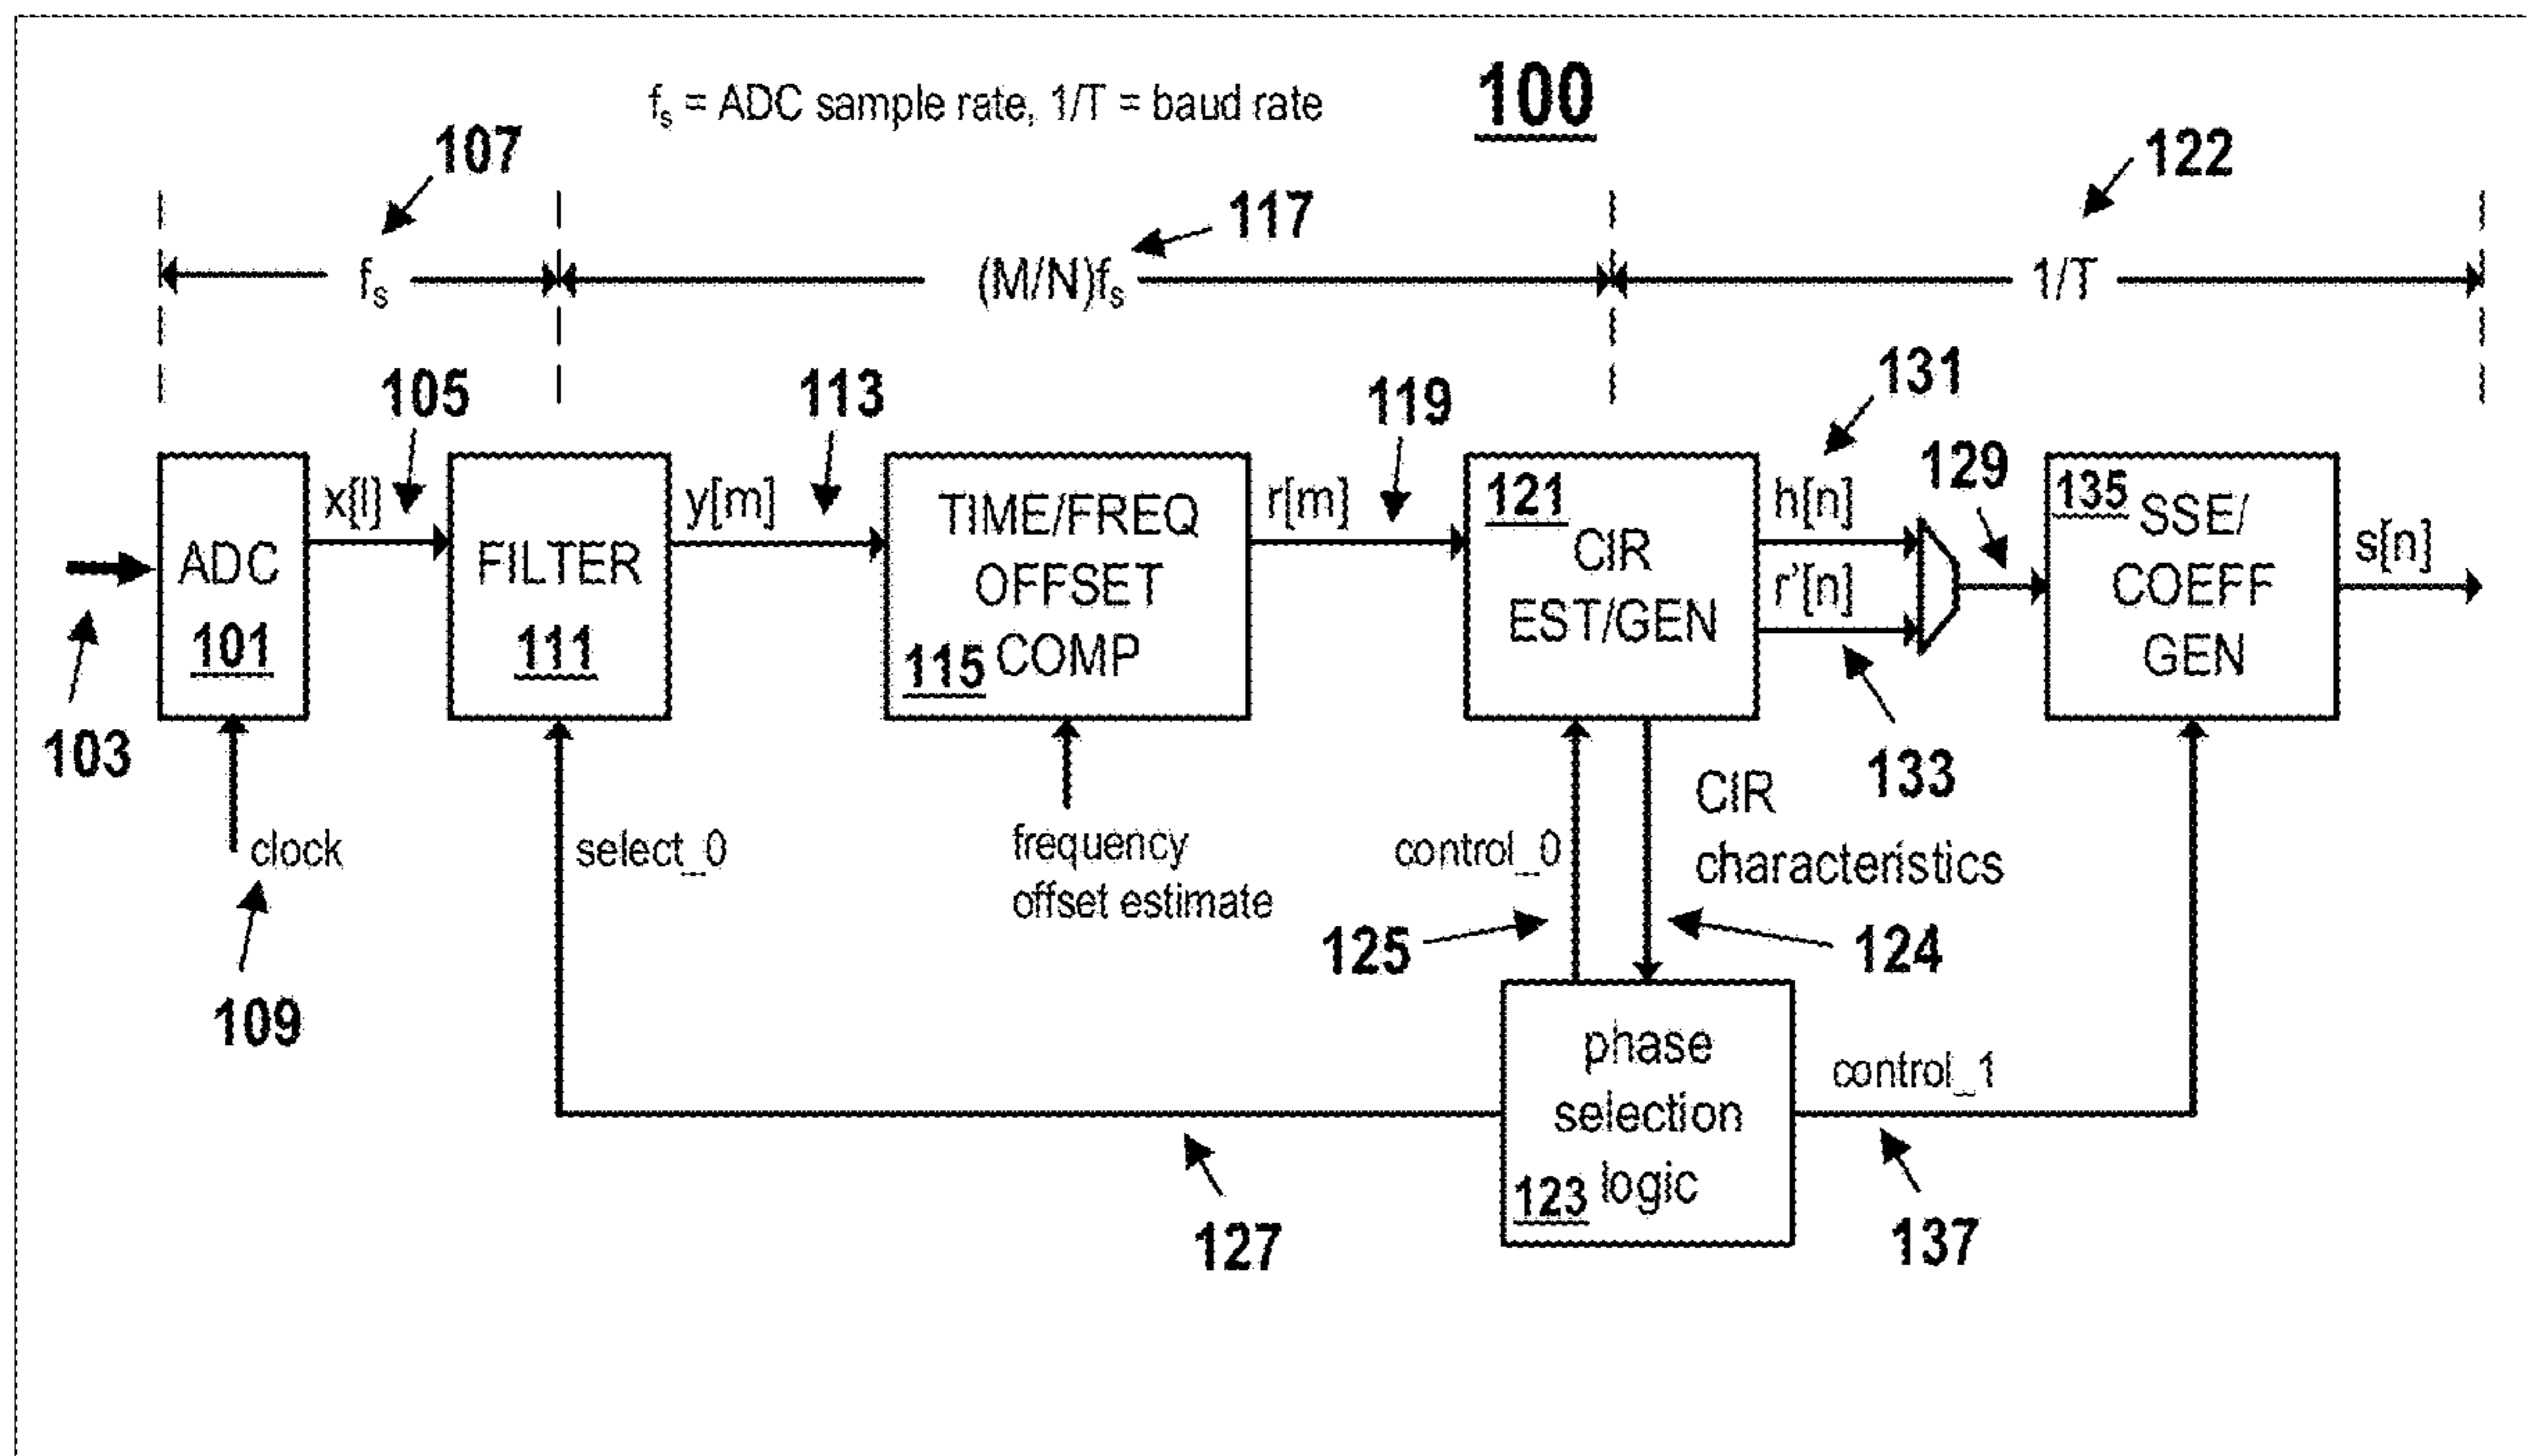 100
fs = ADC sample rate, 1/T = baud rate
107
122
117
fs
(M/N)fs
1/T
105
113
119
131
129
x[l]
y[m]
r[m]
h[n]
r'[n]
s[n]
ADC
101
FILTER
111
TIME/FREQ
OFFSET
COMP
115
121
CIR
EST/GEN
135
SSE/
COEFF
GEN
103
133
clock
109
select_0
frequency
offset estimate
control_0
CIR
characteristics
125
124
phase
selection
logic
123
control_1
127
137